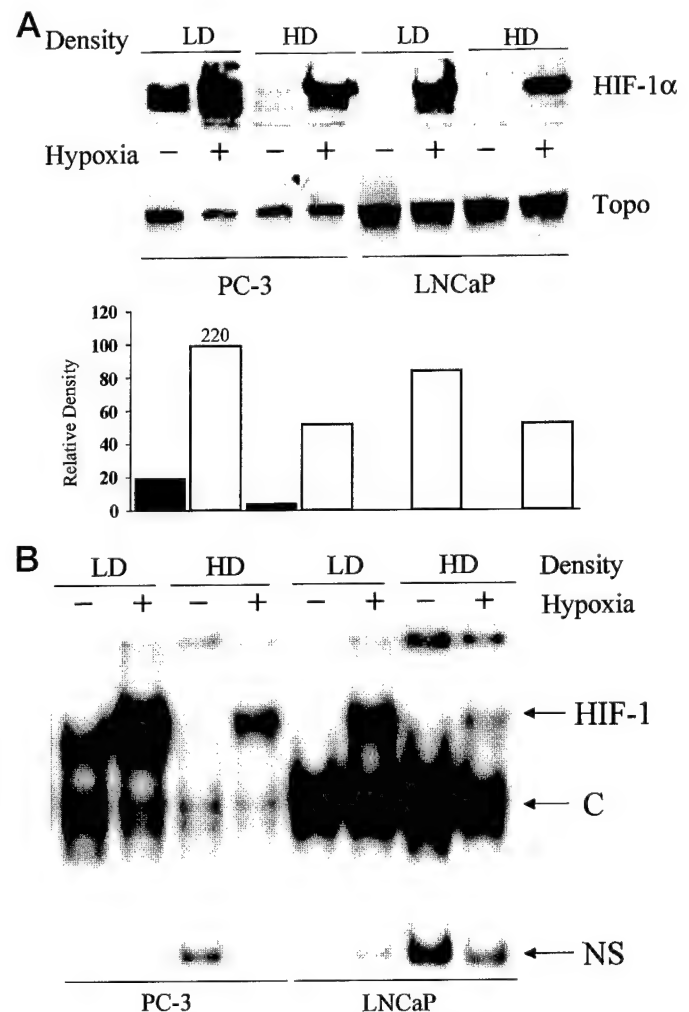 A
Density LD HD LD HD
HIF-1α
Hypoxia − + − + − + − +
Topo
PC-3 LNCaP
120
100
80
60
40
20
0
Relative Density
220
B
LD HD LD HD Density
− + − + − + − + Hypoxia
HIF-1
C
NS
PC-3 LNCaP